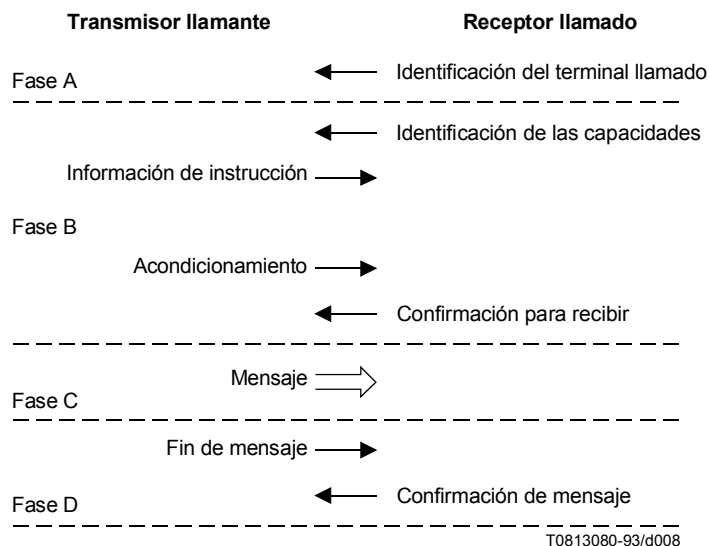 Transmisor llamante Receptor llamado
Identificación del terminal llamado
Fase A
Identificación de las capacidades
Información de instrucción
Fase B
Acondicionamiento
Confirmación para recibir
Mensaje
Fase C
Fin de mensaje
Confirmación de mensaje
Fase D
T0813080-93/d008